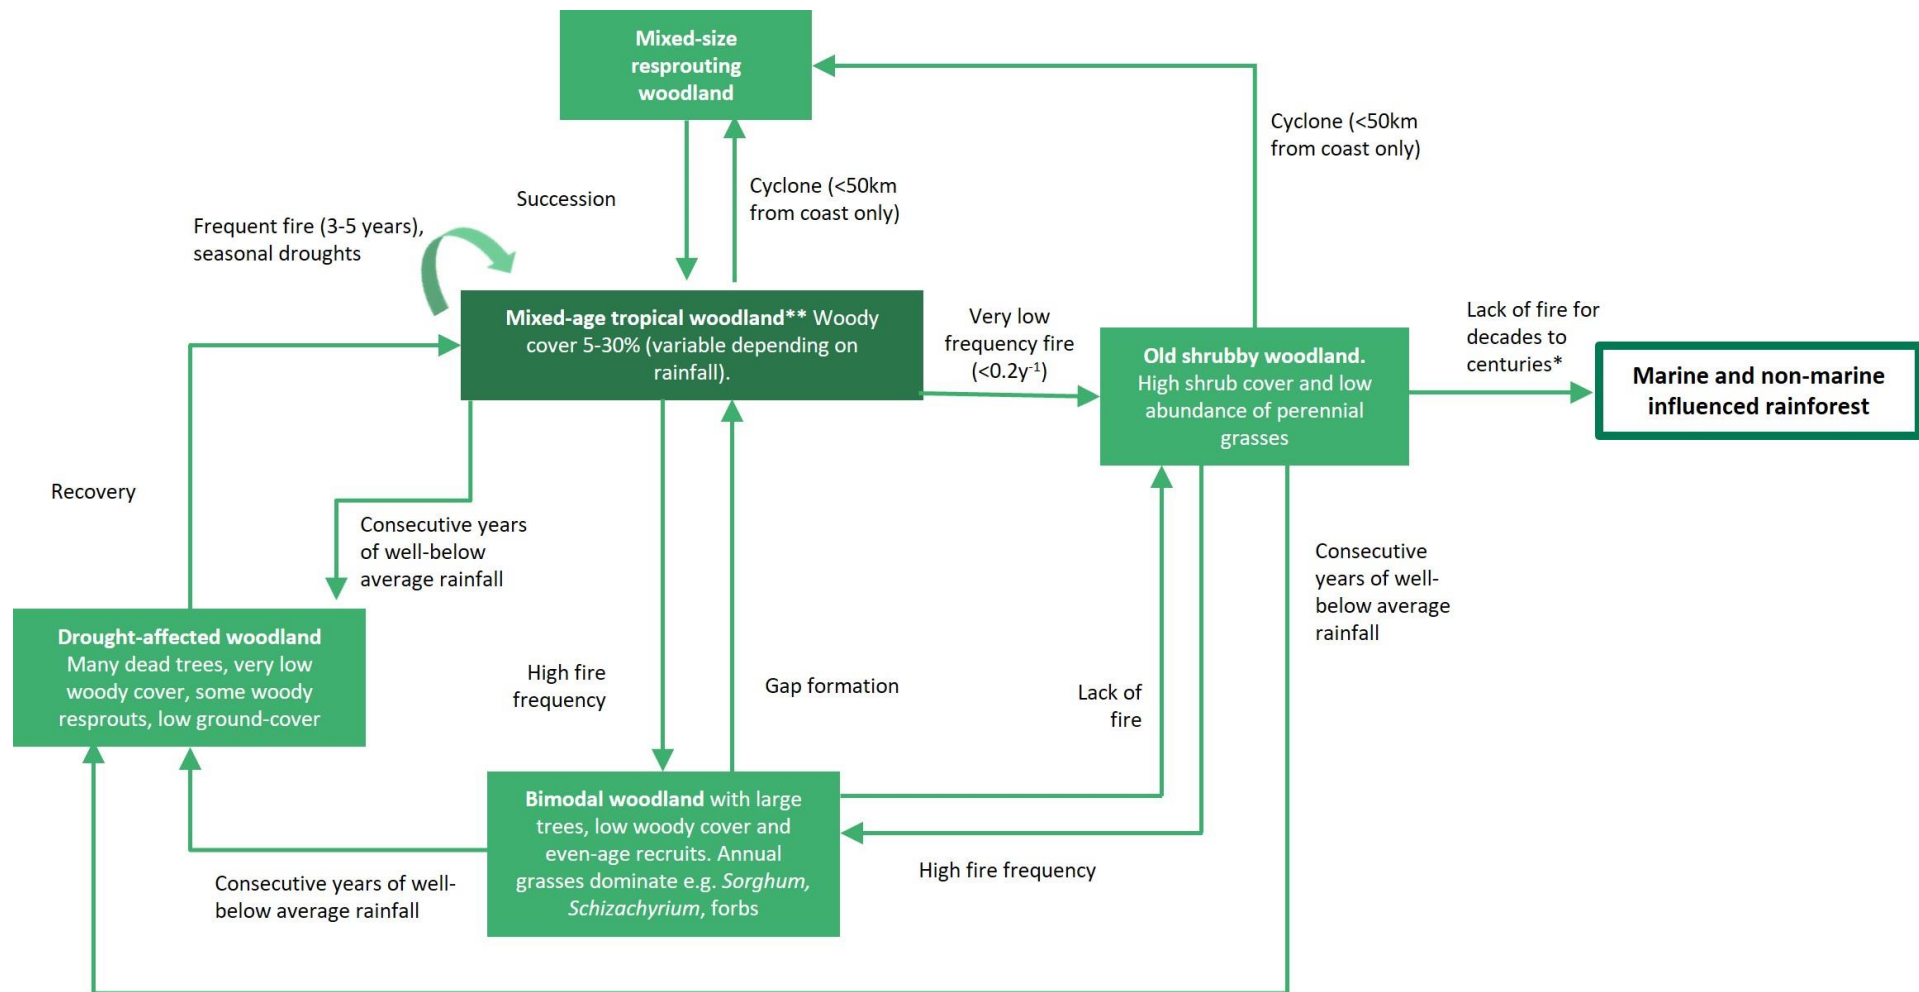 Mixed-size
resprouting
woodland
Cyclone (<50km
from coast only)
Succession
Cyclone (<50km
from coast only)
Frequent fire (3-5 years),
seasonal droughts
Mixed-age tropical woodland** Woody
cover 5-30% (variable depending on
rainfall).
Very low
frequency fire
(<0.2y⁻¹)
Old shrubby woodland.
High shrub cover and low
abundance of perennial
grasses
Lack of fire for
decades to
centuries*
Marine and non-marine
influenced rainforest
Recovery
Consecutive years
of well-below
average rainfall
Consecutive
years of well-
below average
rainfall
Drought-affected woodland
Many dead trees, very low
woody cover, some woody
resprouts, low ground-cover
High fire
frequency
Gap formation
Lack of
fire
Bimodal woodland with large
trees, low woody cover and
even-age recruits. Annual
grasses dominate e.g. Sorghum,
Schizachyrium, forbs
High fire frequency
Consecutive years of well-
below average rainfall